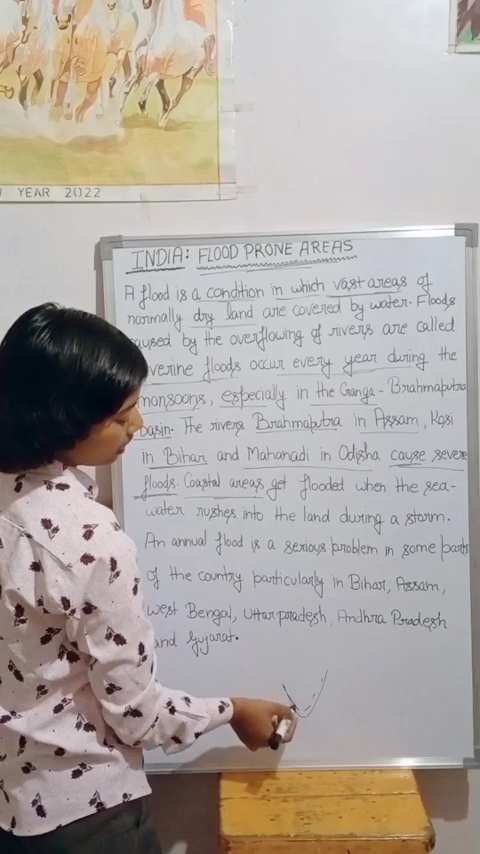 YEAR 2022
INDIA: FLOOD PRONE AREAS
A flood is a condition in which vast areas of
normally dry land are covered by water. Floods
caused by the overflowing of rivers are called
verine floods occur every year during the
monsoons, especially in the Ganga - Brahmaputra
basin. The rivers Brahmaputra in Assam, Kosi
in Bihar and Mahanadi in Odisha cause severe
floods. Coastal areas get flooded when the sea-
water rushes into the land during a storm.
An annual flood is a serious problem in some parts
of the country particularly in Bihar, Assam,
West Bengal, Uttar pradesh, Andhra Pradesh
and Gujarat.